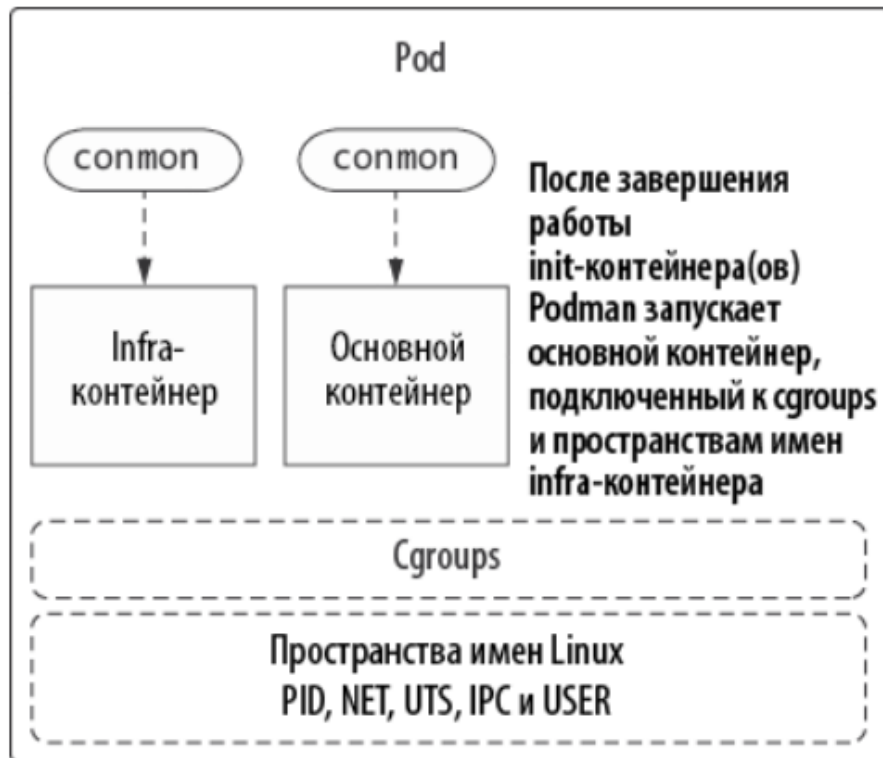 Pod
conmon
conmon
Infra-
контейнер
Основной
контейнер
После завершения
работы
init-контейнера(ов)
Podman запускает
основной контейнер,
подключенный к cgroups
и пространствам имен
infra-контейнера
Cgroups
Пространства имен Linux
PID, NET, UTS, IPC и USER